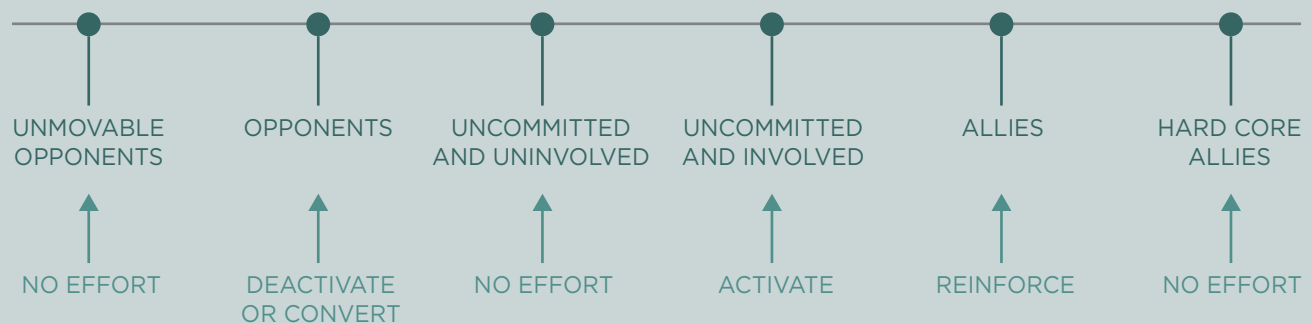 UNMOVABLE
OPPONENTS
OPPONENTS
UNCOMMITTED
AND UNINVOLVED
UNCOMMITTED
AND INVOLVED
ALLIES
HARD CORE
ALLIES
NO EFFORT
DEACTIVATE
OR CONVERT
NO EFFORT
ACTIVATE
REINFORCE
NO EFFORT